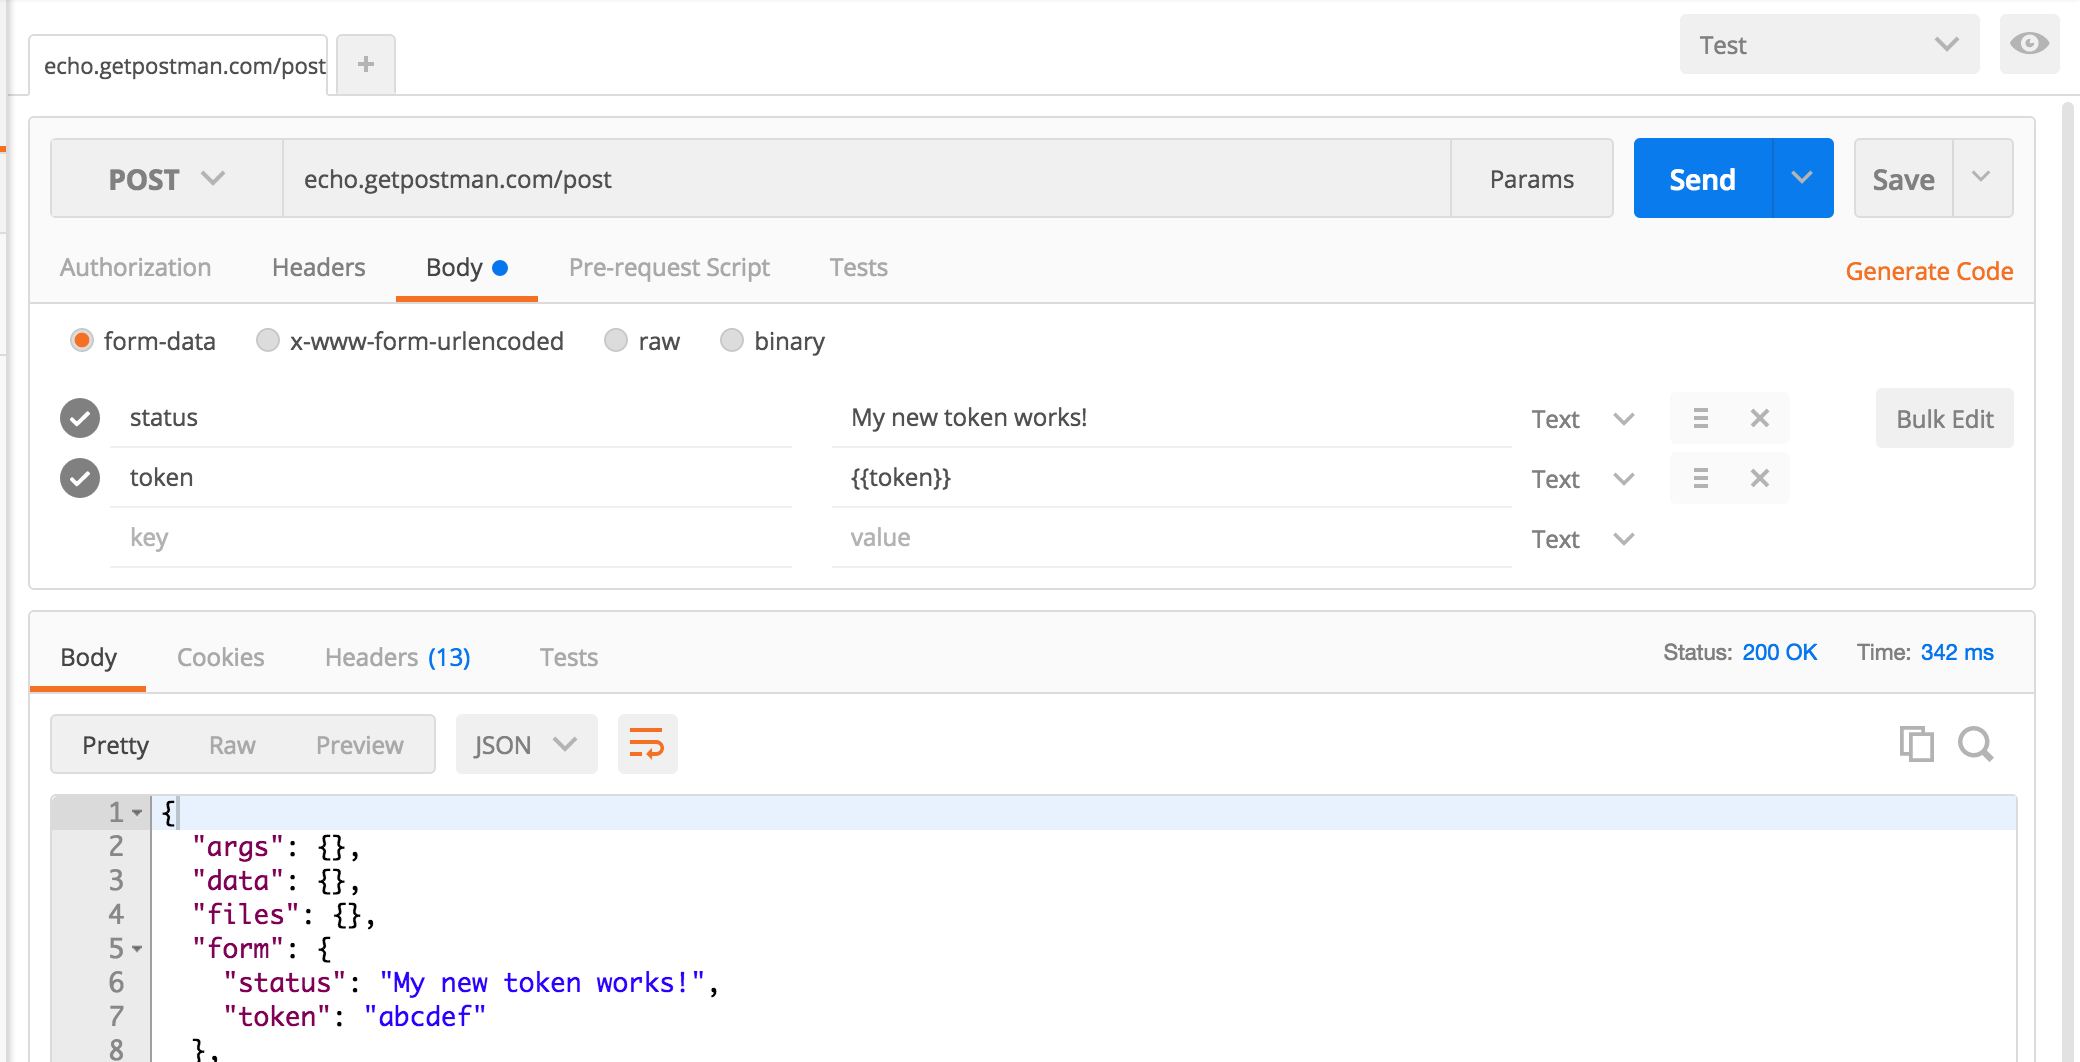 Test
echo.getpostman.com/post +
POST echo.getpostman.com/post Params Send Save
Authorization Headers Body Pre-request Script Tests Generate Code
form-data x-www-form-urlencoded raw binary
status My new token works! Text Bulk Edit
token {{token}} Text
key value Text
Body Cookies Headers (13) Tests Status: 200 OK Time: 342 ms
Pretty Raw Preview JSON
1 {
2 "args": {},
3 "data": {},
4 "files": {},
5 "form": {
6 "status": "My new token works!",
7 "token": "abcdef"
8 },